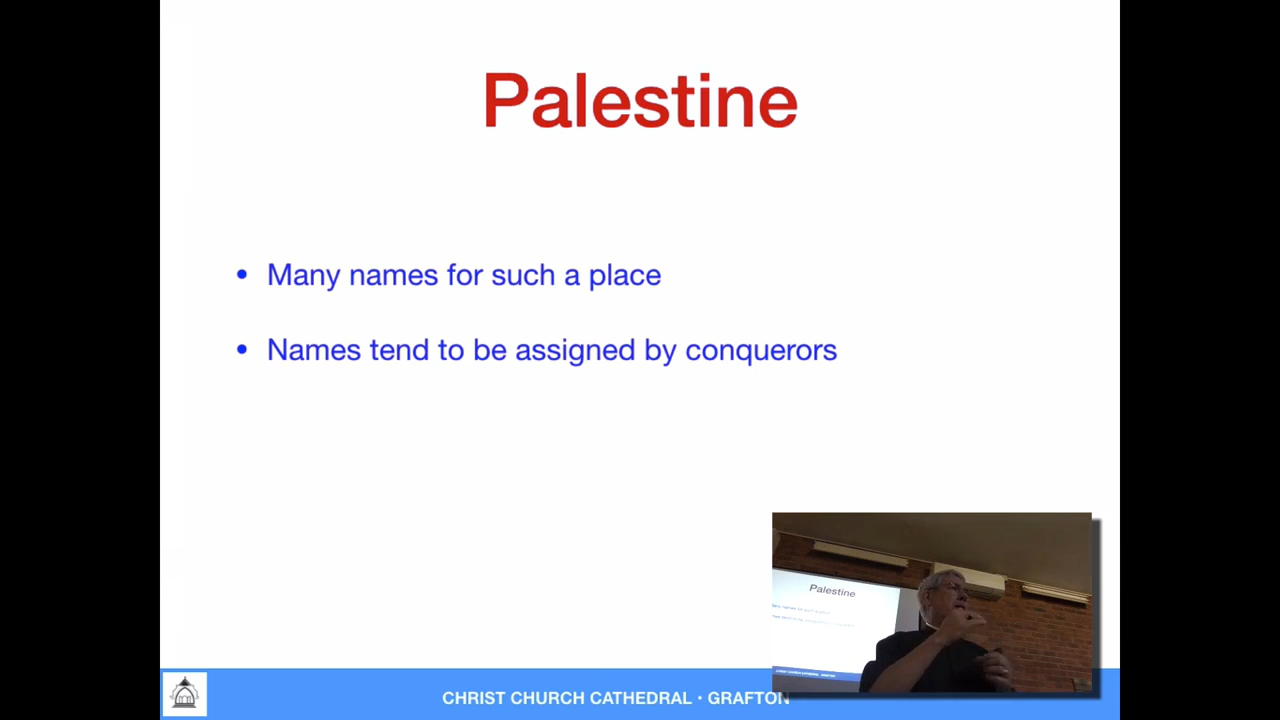 Palestine
• Many names for such a place
• Names tend to be assigned by conquerors
CHRIST CHURCH CATHEDRAL • GRAFTON
Palestine